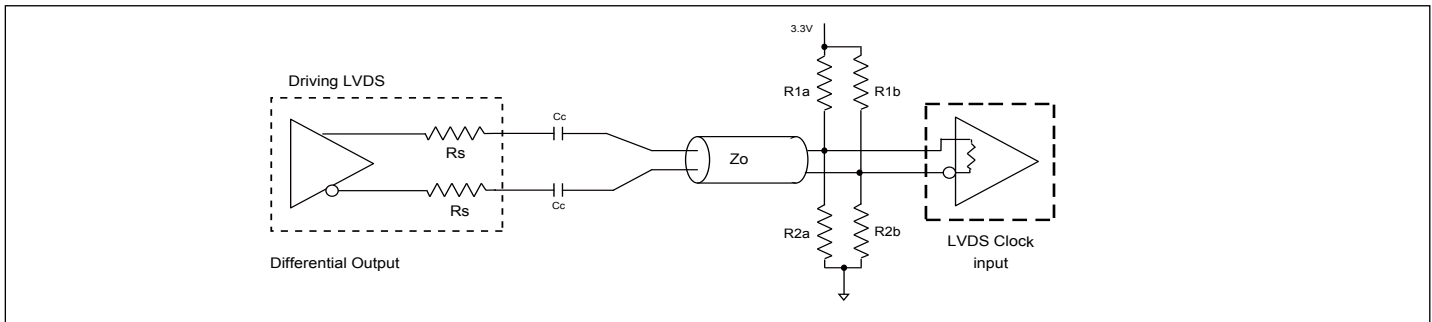 3.3V
Driving LVDS
R1a
R1b
Cc
Rs
Zo
Rs
Cc
R2a
R2b
LVDS Clock
input
Differential Output